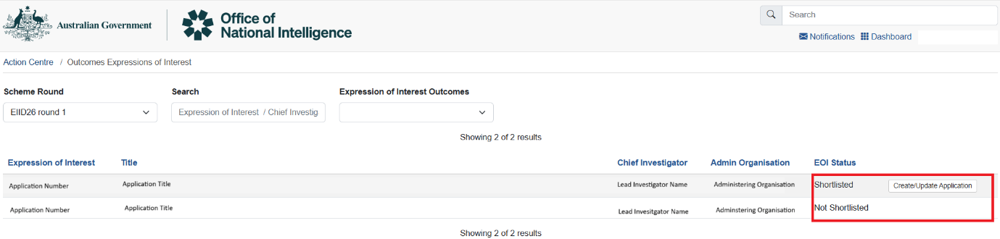 Australian Government
Office of
National Intelligence
Search
Notifications Dashboard
Action Centre / Outcomes Expressions of Interest
Scheme Round Search Expression of Interest Outcomes
EIID26 round 1 Expression of Interest / Chief Investig
Showing 2 of 2 results
Expression of Interest Title Chief Investigator Admin Organisation EOI Status
Application Number Application Title Lead Investigator Name Administering Organisation Shortlisted Create/Update Application
Application Number Application Title Lead Invesitgator Name Adminstering Organisation Not Shortlisted
Showing 2 of 2 results